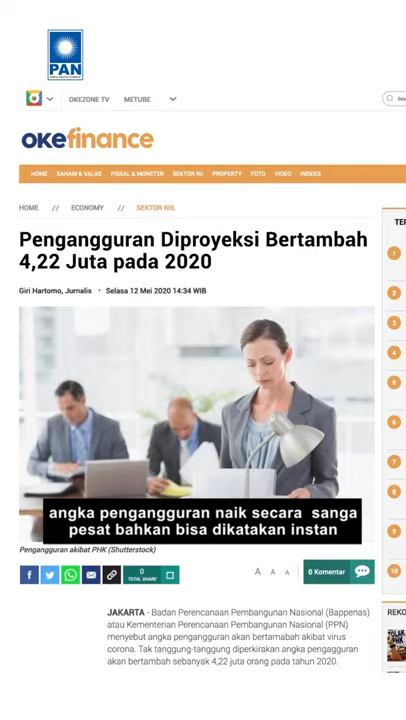 PAN
OKEZONE TV METUBE
okefinance
HOME SAHAM & VALAS FISKAL & MONETER SEKTOR RII PROPERTY FOTO VIDEO INDEKS
HOME // ECONOMY // SEKTOR RIIL
Pengangguran Diproyeksi Bertambah
4,22 Juta pada 2020
Giri Hartomo, Jurnalis • Selasa 12 Mei 2020 14:34 WIB
angka pengangguran naik secara sanga
pesat bahkan bisa dikatakan instan
Pengangguran akibat PHK (Shutterstock)
0
TOTAL SHARE
A A A
0 Komentar
JAKARTA - Badan Perencanaan Pembangunan Nasional (Bappenas)
atau Kementerian Perencanaan Pembangunan Nasional (PPN)
menyebut angka pengangguran akan bertamabah akibat virus
corona. Tak tanggung-tanggung diperkirakan angka pengagguran
akan bertambah sebanyak 4,22 juta orang pada tahun 2020.
1
2
3
4
5
6
7
8
9
10
REKO